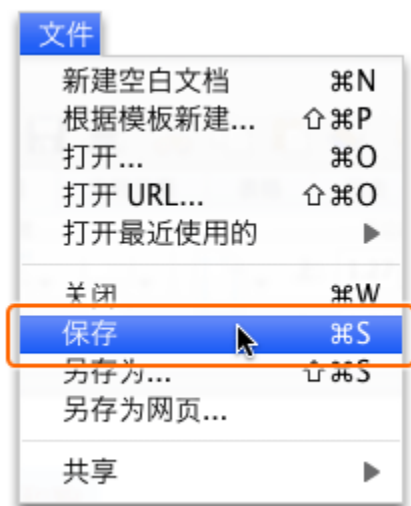 文件
新建空白文档 ⌘N
根据模板新建... ⇧⌘P
打开... ⌘O
打开 URL... ⇧⌘O
打开最近使用的
关闭 ⌘W
保存 ⌘S
另存为... ⇧⌘S
另存为网页...
共享